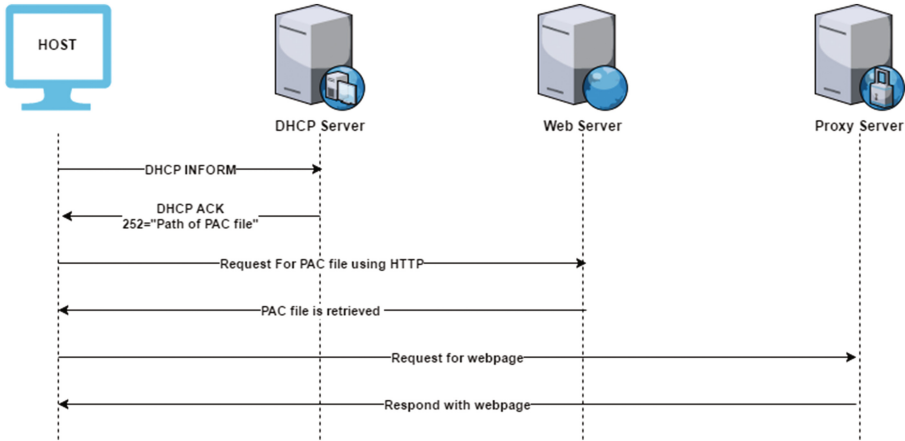 HOST
DHCP Server
Web Server
Proxy Server
DHCP INFORM
DHCP ACK
252="Path of PAC file"
Request For PAC file using HTTP
PAC file is retrieved
Request for webpage
Respond with webpage